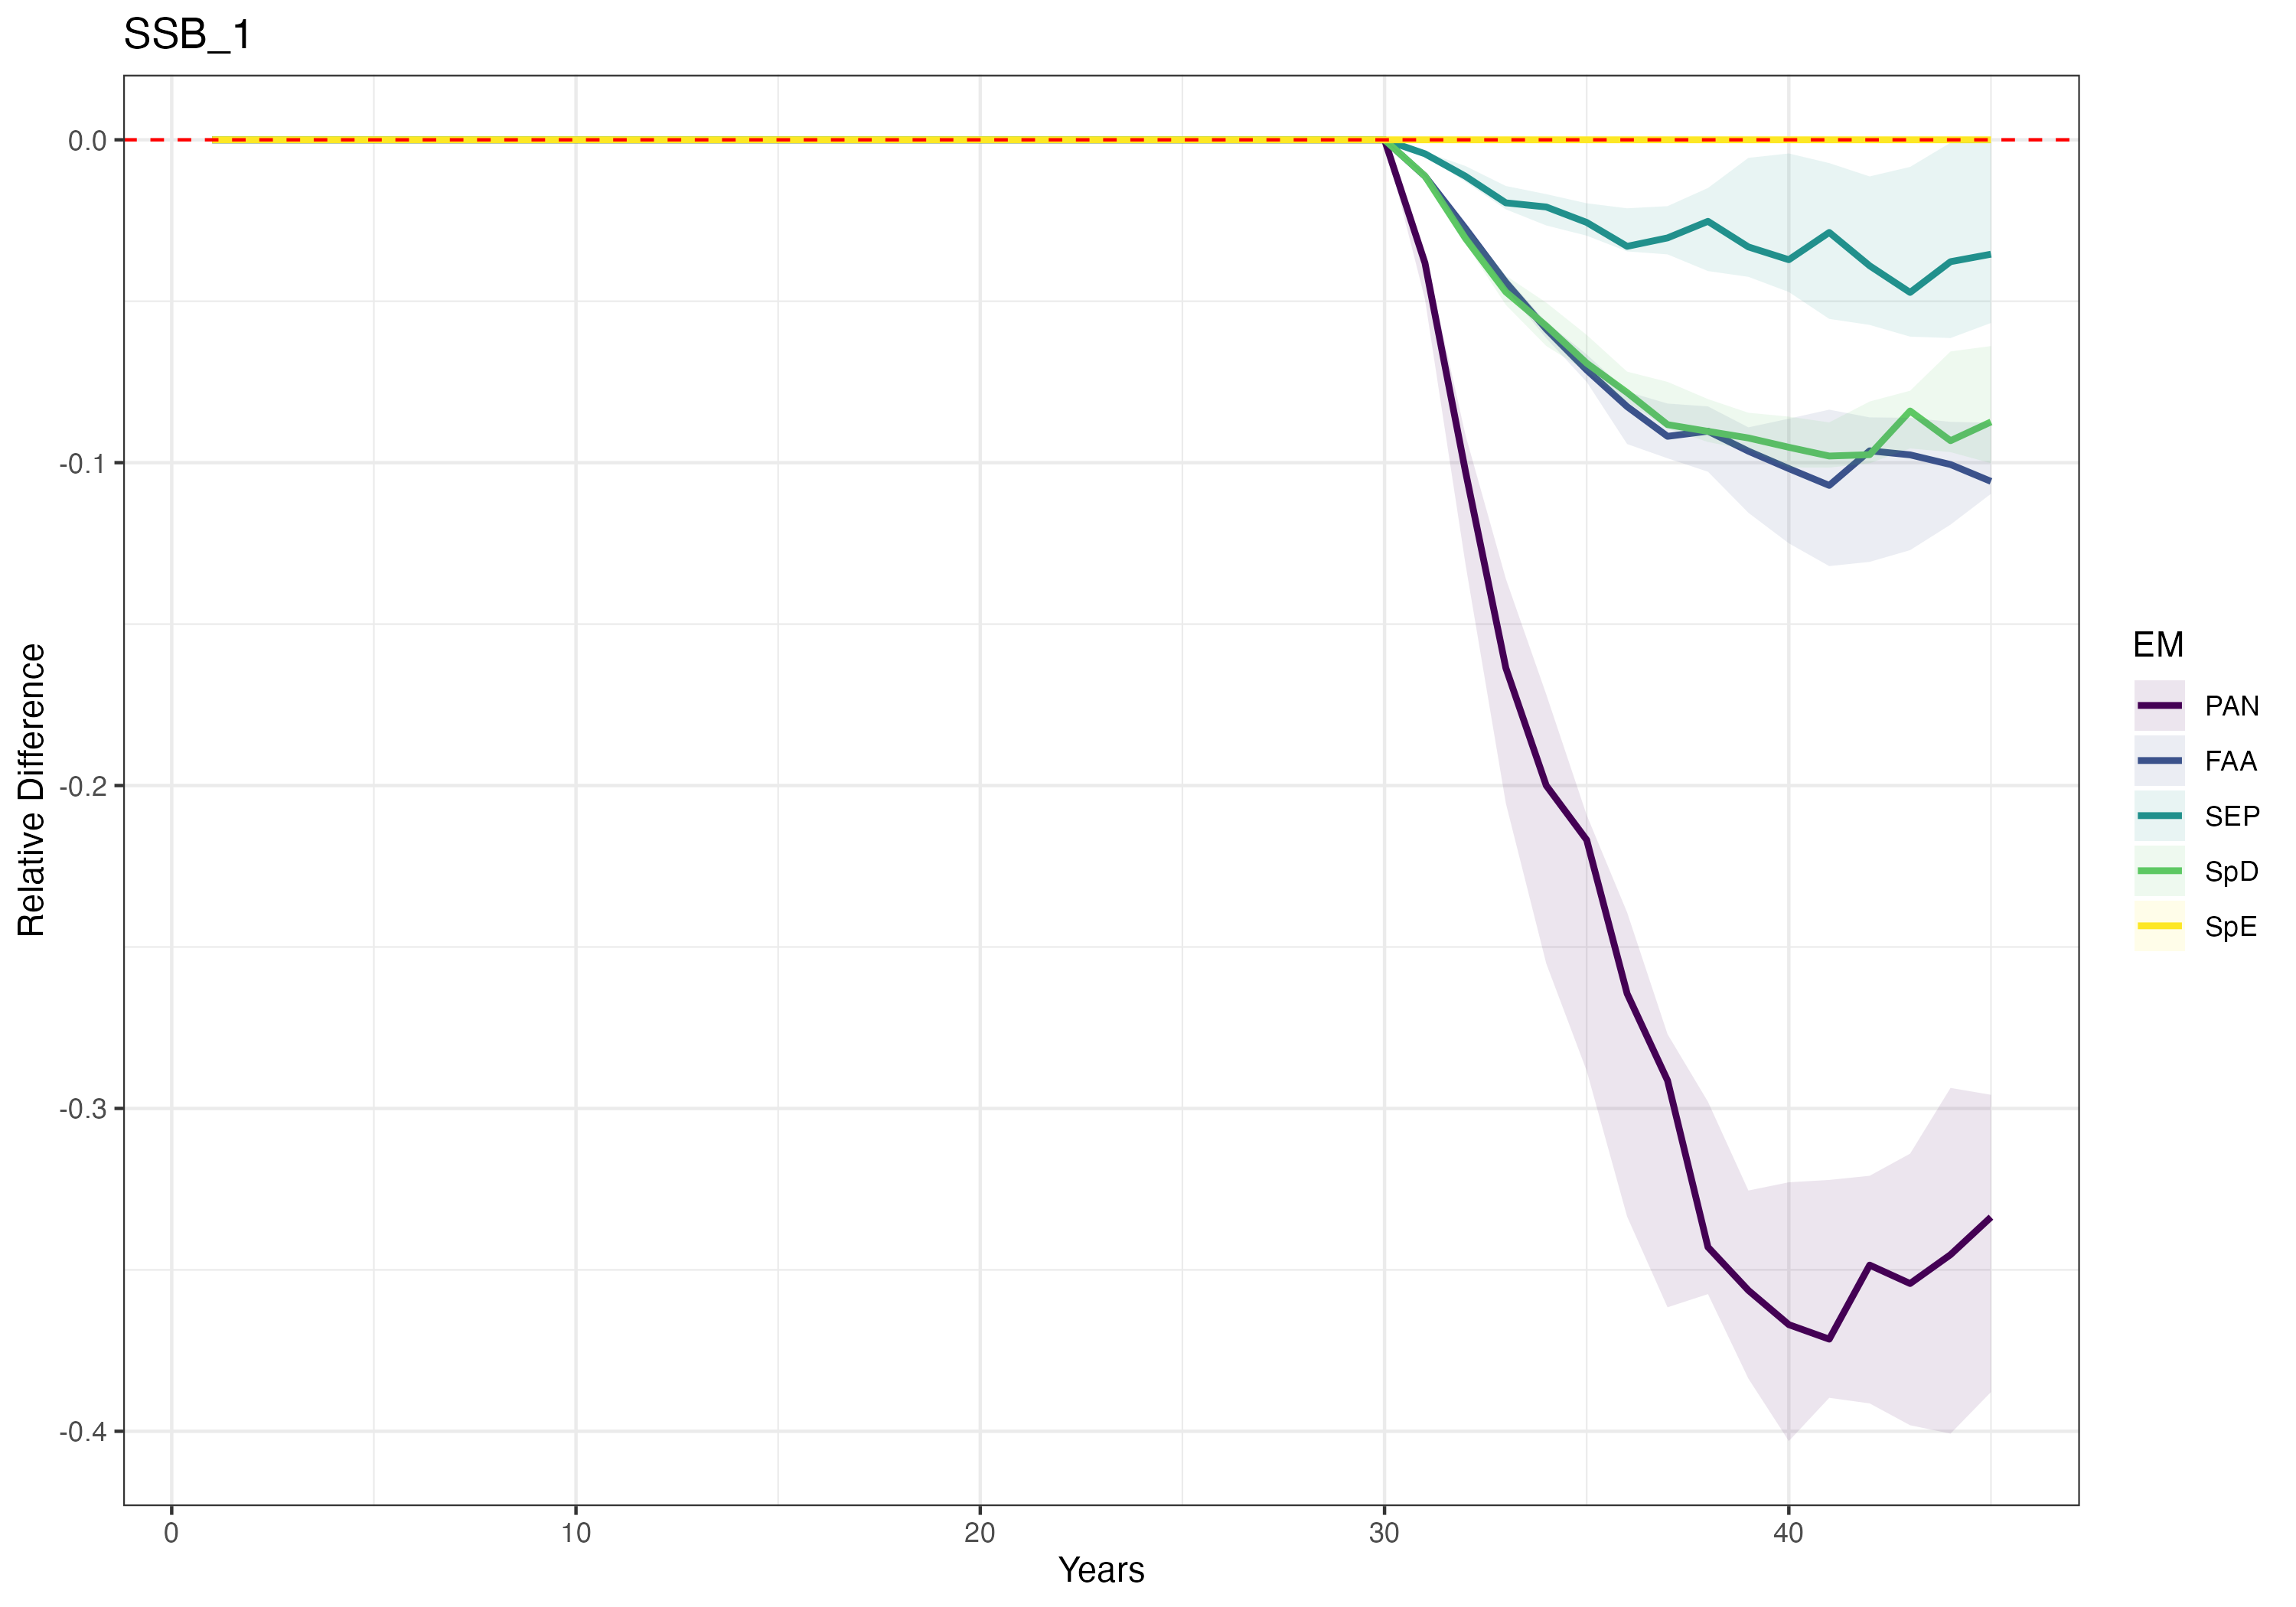 SSB_1
Relative Difference
0.0
-0.1
-0.2
-0.3
-0.4
0 10 20 30 40
Years
EM
PAN
FAA
SEP
SpD
SpE